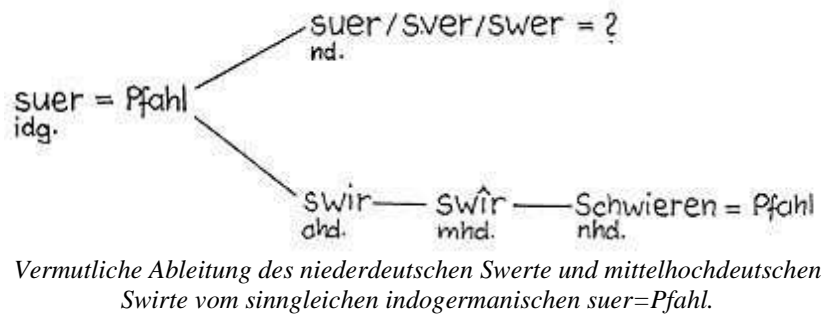 suer/sver/swer = ?
nd.
suer = Pfahl
idg.
swir — swîr — Schwieren = Pfahl
ahd. mhd. nhd.
Vermutliche Ableitung des niederdeutschen Swerte und mittelhochdeutschen
Swirte vom sinngleichen indogermanischen suer=Pfahl.